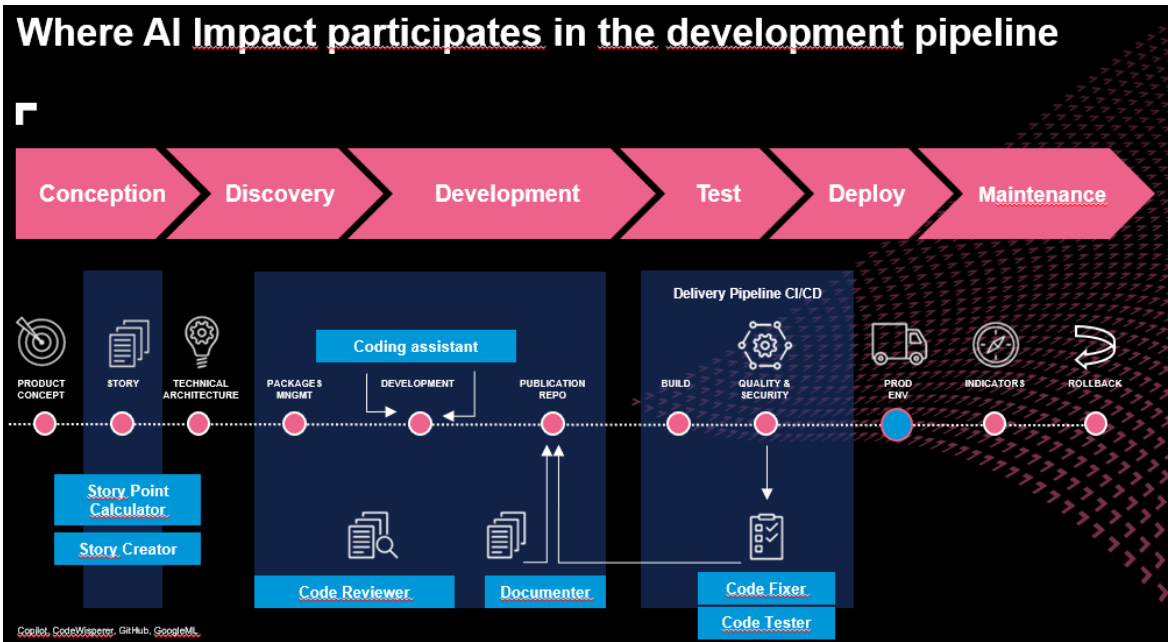 Where AI Impact participates in the development pipeline
Conception
Discovery
Development
Test
Deploy
Maintenance
Delivery Pipeline CI/CD
Coding assistant
PRODUCT
CONCEPT
STORY
TECHNICAL
ARCHITECTURE
PACKAGES
MNGMT
DEVELOPMENT
PUBLICATION
REPO
BUILD
QUALITY &
SECURITY
PROD
ENV
INDICATORS
ROLLBACK
Story Point
Calculator
Story Creator
Code Reviewer
Documenter
Code Fixer
Code Tester
Copilot, CodeWisperer, GitHub, GoogleML